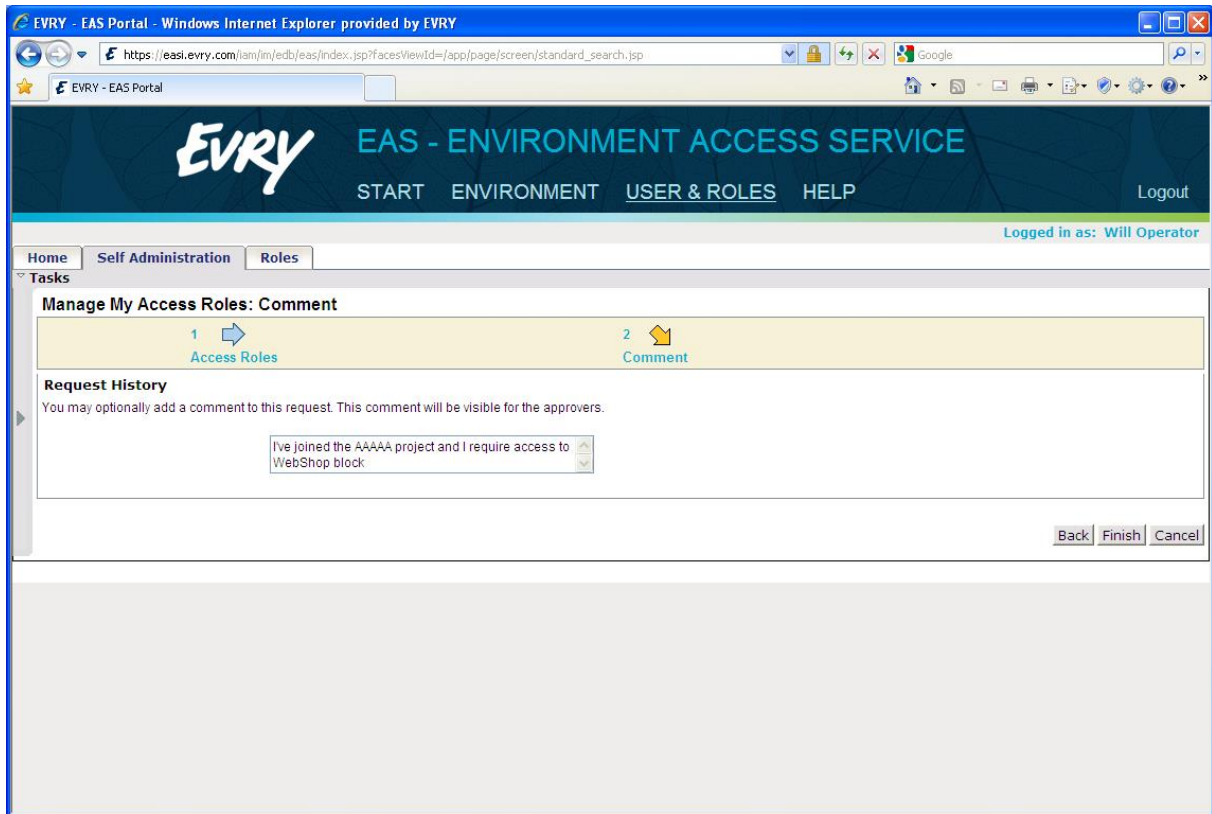 EVRY - EAS Portal - Windows Internet Explorer provided by EVRY
https://easi.evry.com/iam/im/edb/eas/index.jsp?facesViewId=/app/page/screen/standard_search.jsp
Google
EVRY - EAS Portal
EVRY
EAS - ENVIRONMENT ACCESS SERVICE
START ENVIRONMENT USER & ROLES HELP Logout
Logged in as: Will Operator
Home Self Administration Roles
Tasks
Manage My Access Roles: Comment
1 2
Access Roles Comment
Request History
You may optionally add a comment to this request. This comment will be visible for the approvers.
I've joined the AAAAA project and I require access to
WebShop block
Back Finish Cancel